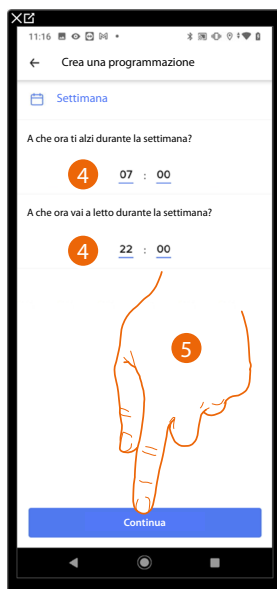 11:16
Crea una programmazione
Settimana
A che ora ti alzi durante la settimana?
4 07 : 00
A che ora vai a letto durante la settimana?
4 22 : 00
5
Continua